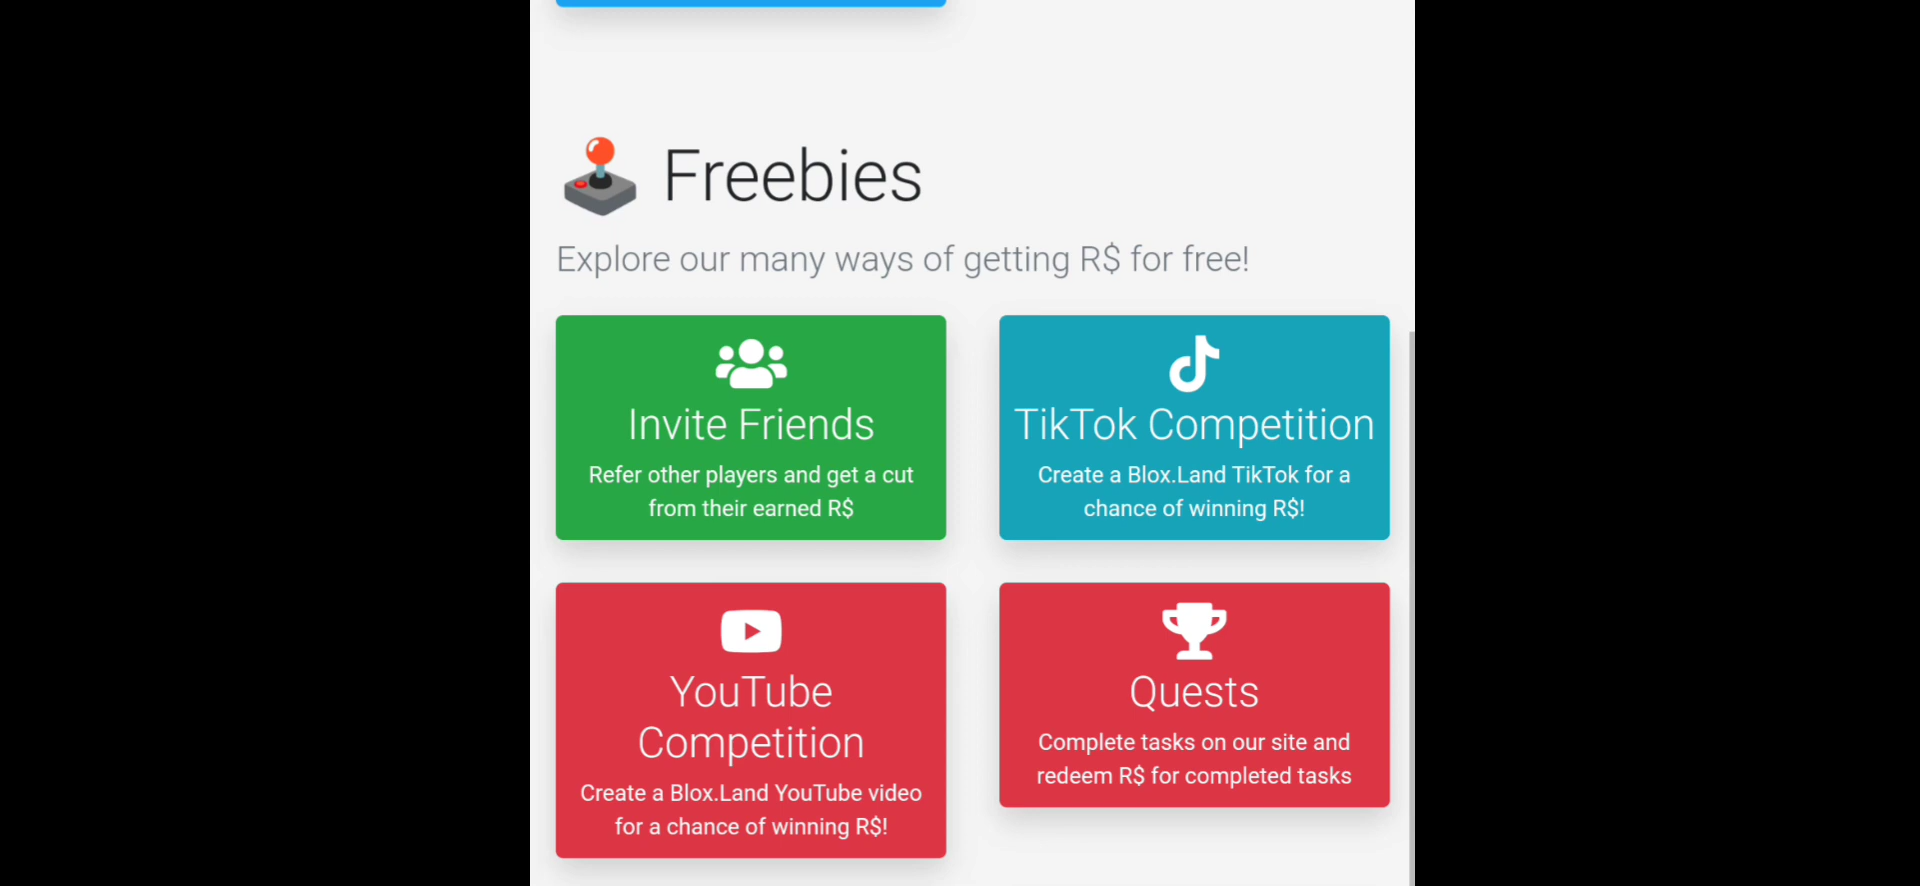 Freebies
Explore our many ways of getting R$ for free!
Invite Friends
Refer other players and get a cut
from their earned R$
TikTok Competition
Create a Blox.Land TikTok for a
chance of winning R$!
YouTube
Competition
Create a Blox.Land YouTube video
for a chance of winning R$!
Quests
Complete tasks on our site and
redeem R$ for completed tasks